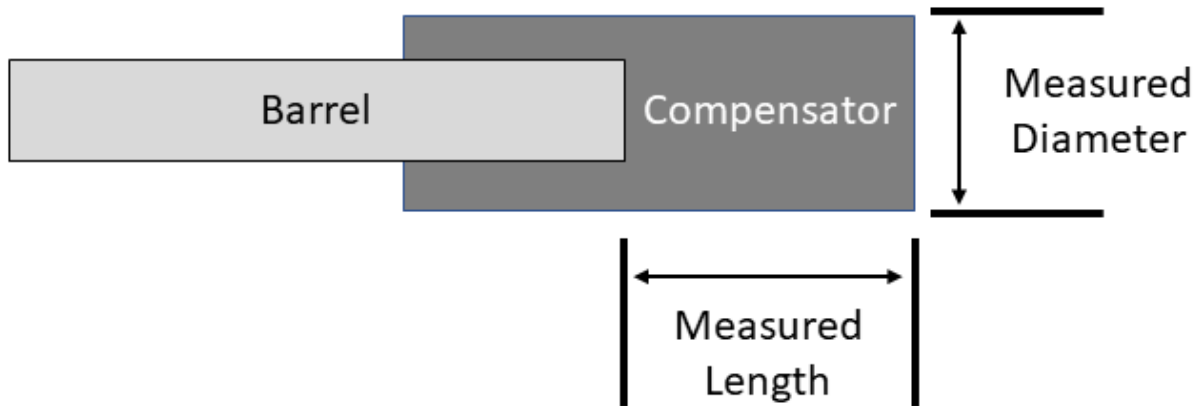 Barrel
Compensator
Measured
Diameter
Measured
Length